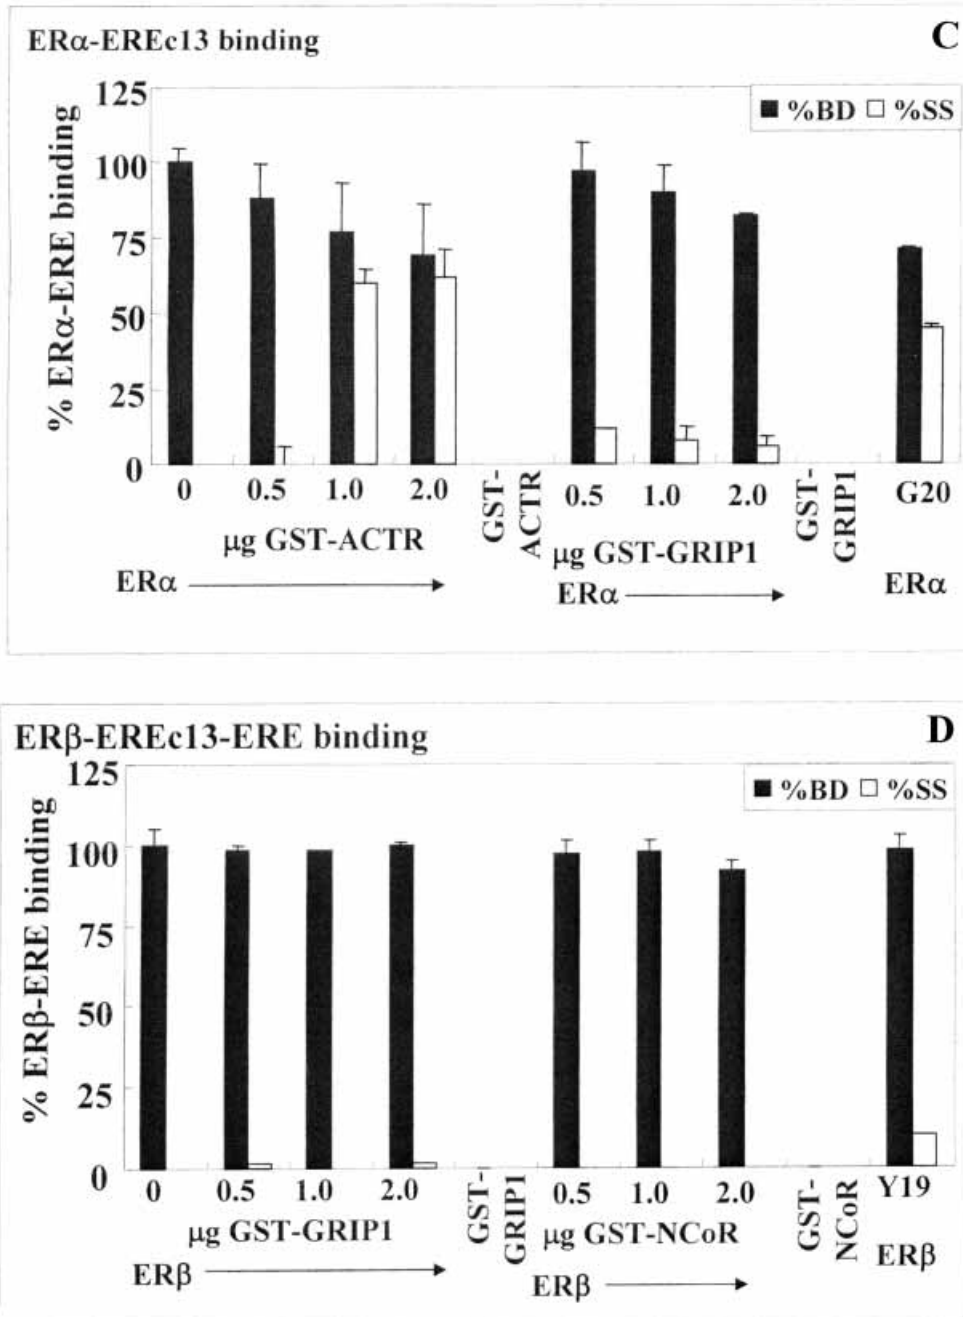 ERα-EREc13 binding
C
■ %BD □ %SS
% ERα-ERE binding
125
100
75
50
25
0
0 0.5 1.0 2.0 GST-ACTR 0.5 1.0 2.0 GST-GRIP1 G20
µg GST-ACTR µg GST-GRIP1
ERα ERα ERα
ERβ-EREc13-ERE binding
D
■ %BD □ %SS
% ERβ-ERE binding
125
100
75
50
25
0
0 0.5 1.0 2.0 GST-GRIP1 0.5 1.0 2.0 GST-NCoR Y19
µg GST-GRIP1 µg GST-NCoR
ERβ ERβ ERβ